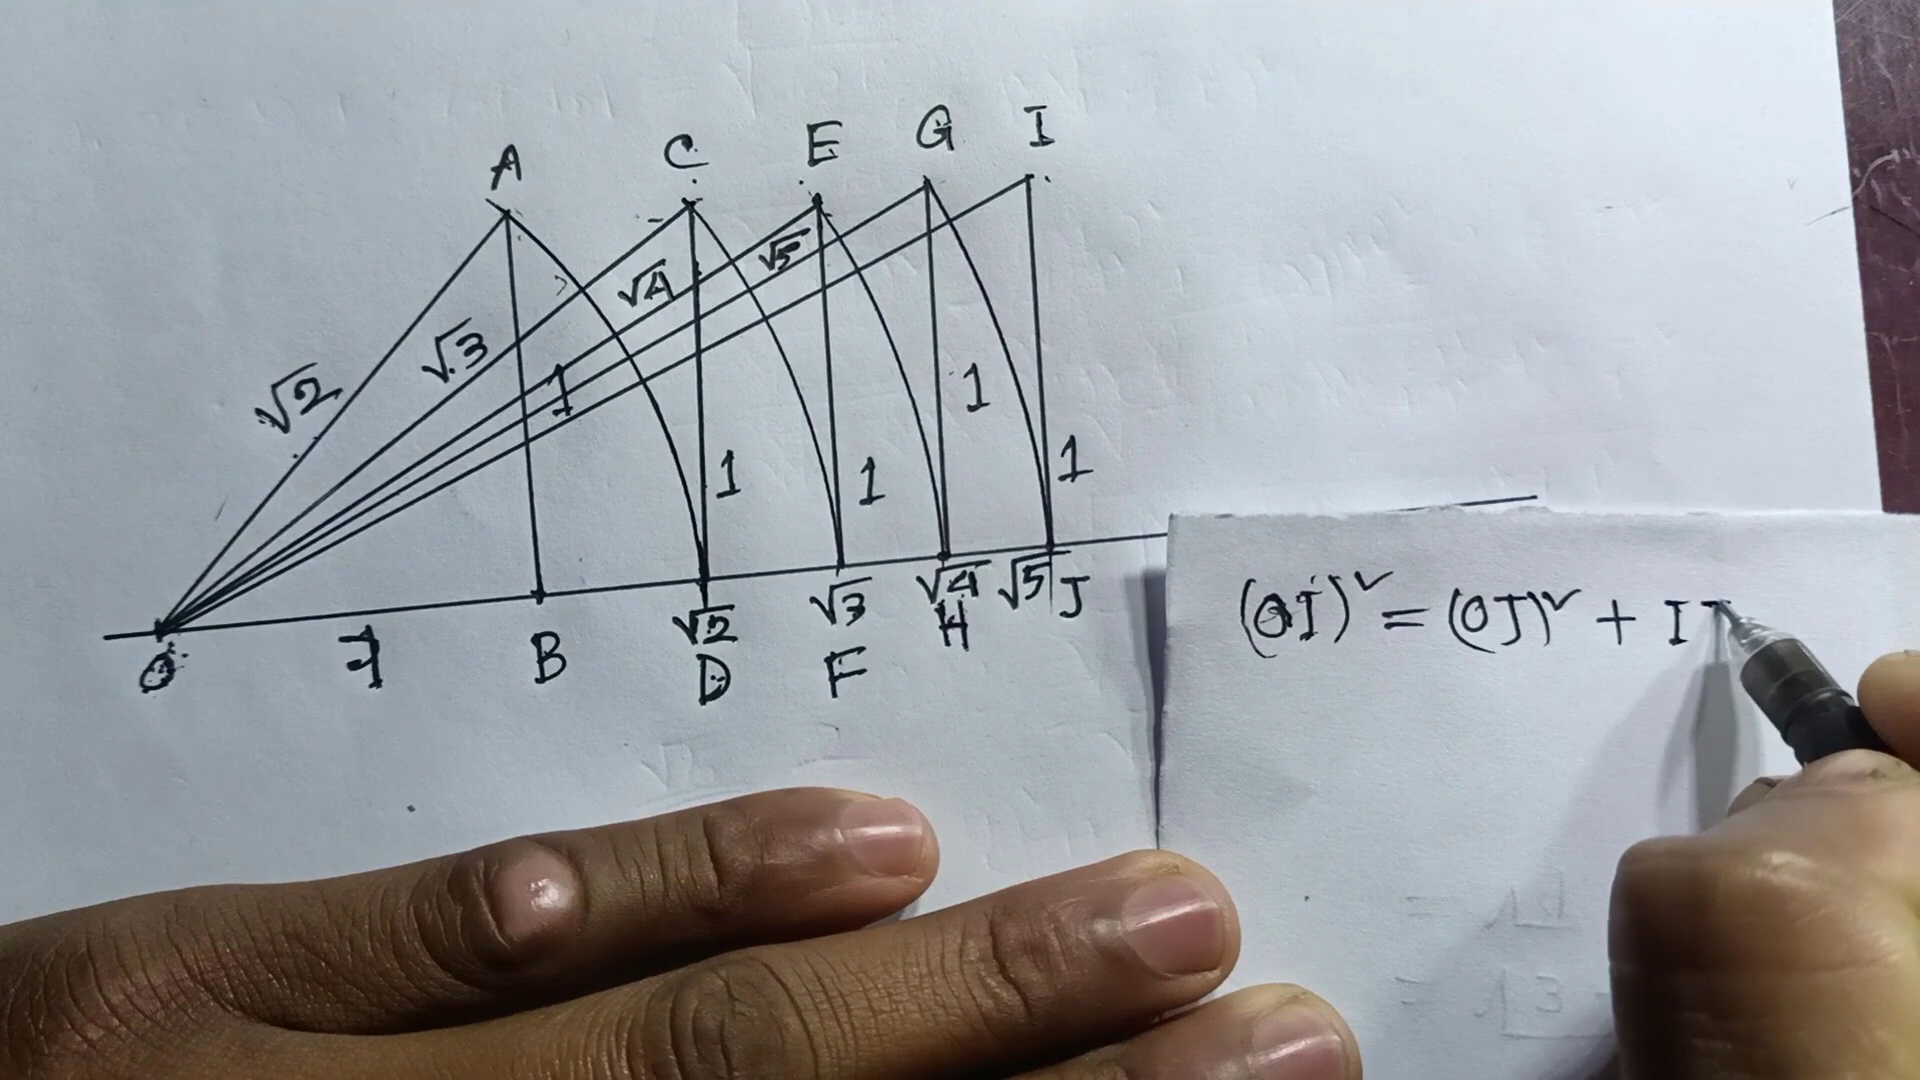 A C E G I
√2 √3 √4 √5
1 1 1 1 1
√2 √3 √4 √5 J
O 1 B D F H
(OI)² = (OJ)² + I